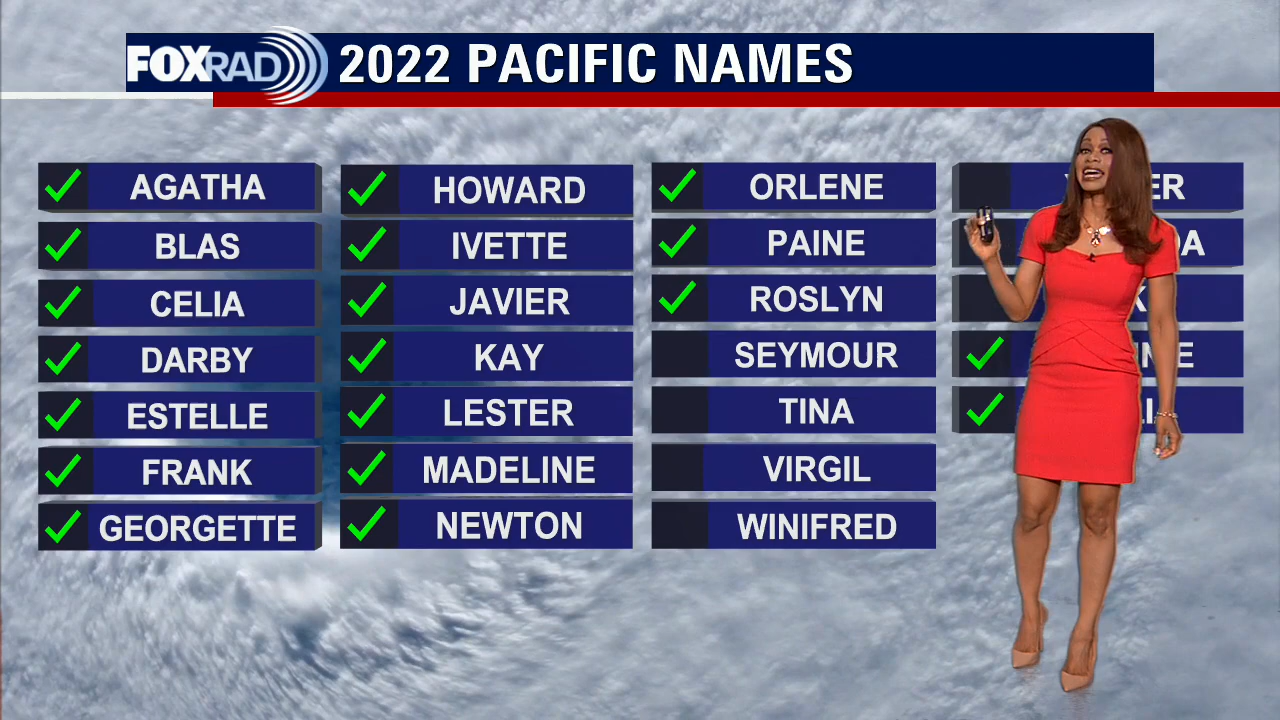 FOXRAD 2022 PACIFIC NAMES
AGATHA
BLAS
CELIA
DARBY
ESTELLE
FRANK
GEORGETTE
HOWARD
IVETTE
JAVIER
KAY
LESTER
MADELINE
NEWTON
ORLENE
PAINE
ROSLYN
SEYMOUR
TINA
VIRGIL
WINIFRED